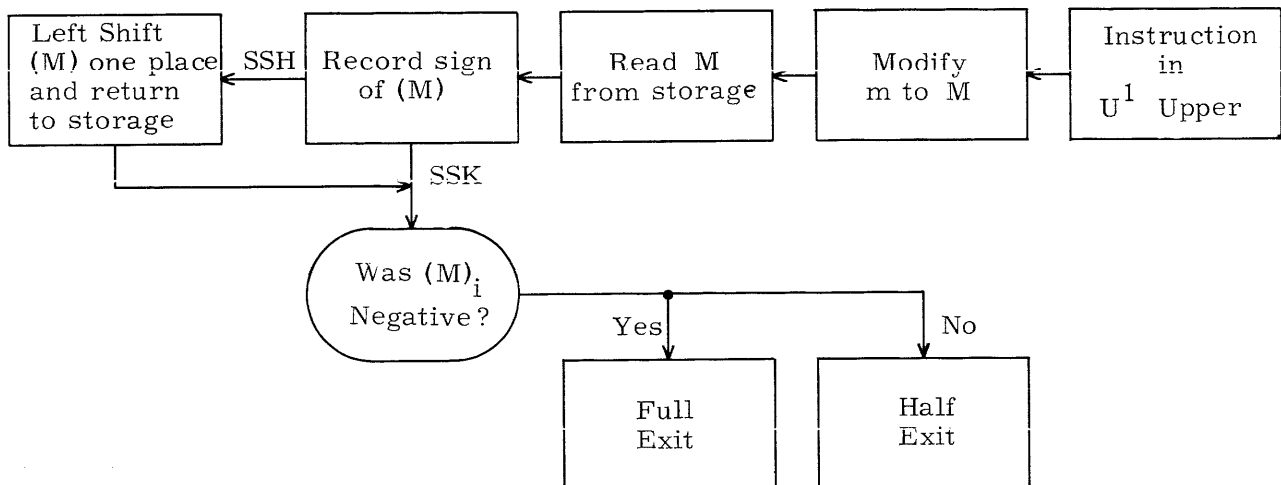 Left Shift
(M) one place
and return
to storage
SSH
Record sign
of (M)
Read M
from storage
Modify
m to M
Instruction
in
U¹ Upper
SSK
Was (M)i
Negative?
Yes
No
Full
Exit
Half
Exit